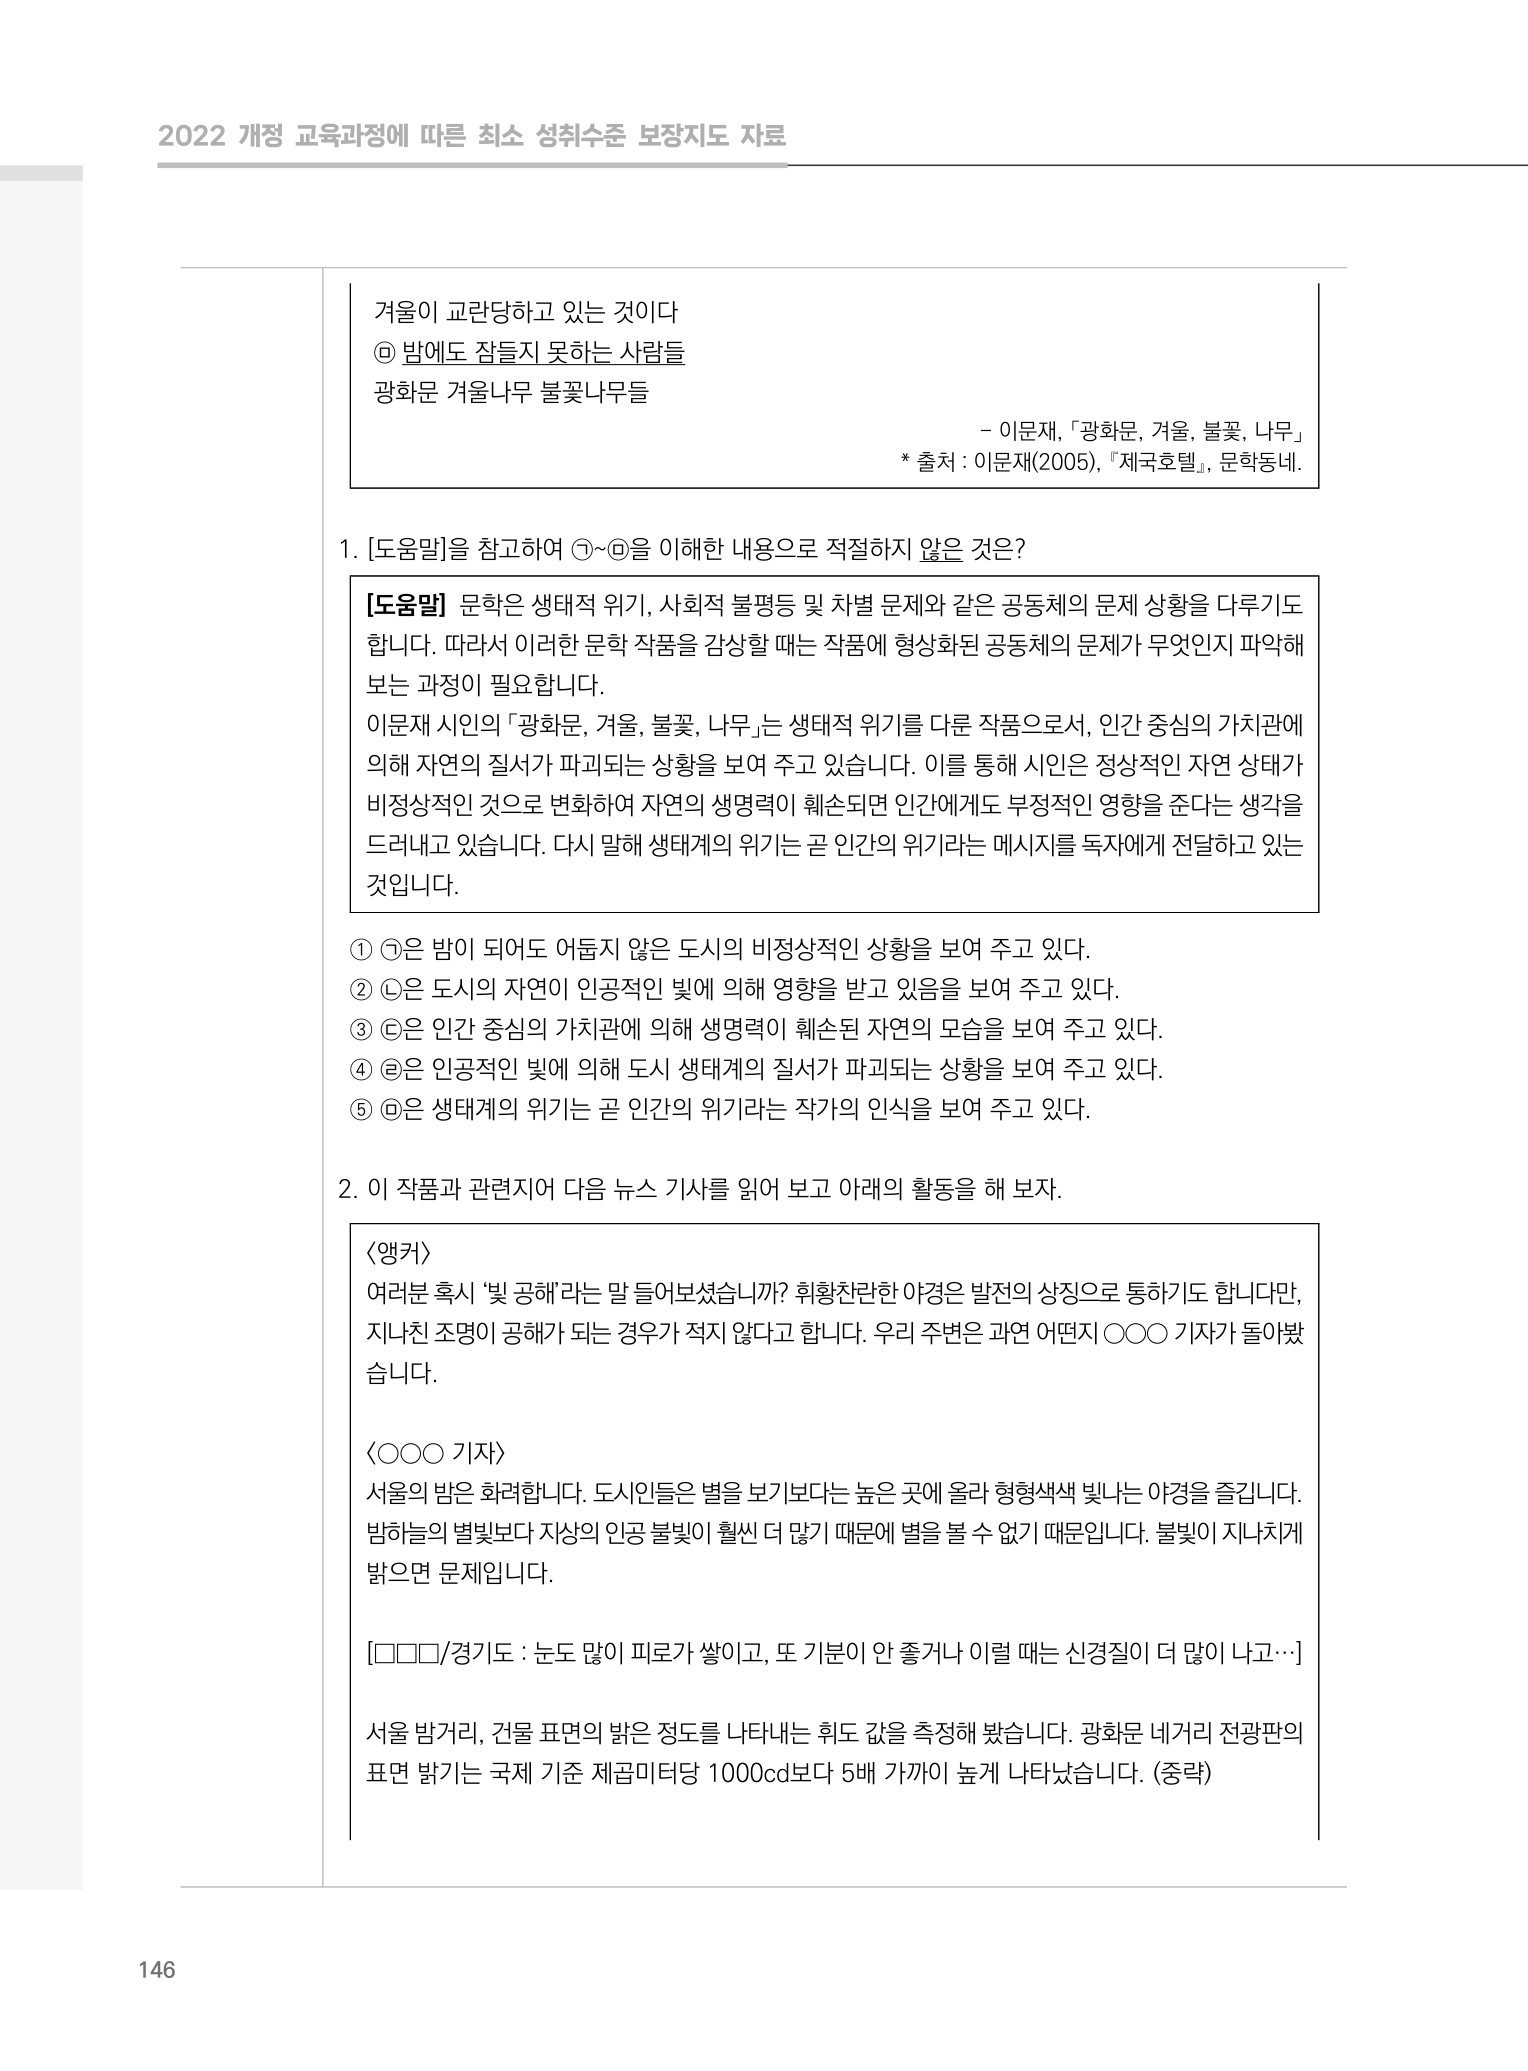 2022 개정 교육과정에 따른 최소 성취수준 보장지도 자료
겨울이 교란당하고 있는 것이다
㉤ 밤에도 잠들지 못하는 사람들
광화문 겨울나무 불꽃나무들
- 이문재, 「광화문, 겨울, 불꽃, 나무」
* 출처 : 이문재(2005), 『제국호텔』, 문학동네.
1. [도움말]을 참고하여 ㉠~㉤을 이해한 내용으로 적절하지 않은 것은?
[도움말] 문학은 생태적 위기, 사회적 불평등 및 차별 문제와 같은 공동체의 문제 상황을 다루기도
합니다. 따라서 이러한 문학 작품을 감상할 때는 작품에 형상화된 공동체의 문제가 무엇인지 파악해
보는 과정이 필요합니다.
이문재 시인의 「광화문, 겨울, 불꽃, 나무」는 생태적 위기를 다룬 작품으로서, 인간 중심의 가치관에
의해 자연의 질서가 파괴되는 상황을 보여 주고 있습니다. 이를 통해 시인은 정상적인 자연 상태가
비정상적인 것으로 변화하여 자연의 생명력이 훼손되면 인간에게도 부정적인 영향을 준다는 생각을
드러내고 있습니다. 다시 말해 생태계의 위기는 곧 인간의 위기라는 메시지를 독자에게 전달하고 있는
것입니다.
① ㉠은 밤이 되어도 어둡지 않은 도시의 비정상적인 상황을 보여 주고 있다.
② ㉡은 도시의 자연이 인공적인 빛에 의해 영향을 받고 있음을 보여 주고 있다.
③ ㉢은 인간 중심의 가치관에 의해 생명력이 훼손된 자연의 모습을 보여 주고 있다.
④ ㉣은 인공적인 빛에 의해 도시 생태계의 질서가 파괴되는 상황을 보여 주고 있다.
⑤ ㉤은 생태계의 위기는 곧 인간의 위기라는 작가의 인식을 보여 주고 있다.
2. 이 작품과 관련지어 다음 뉴스 기사를 읽어 보고 아래의 활동을 해 보자.
〈앵커〉
여러분 혹시 ‘빛 공해’라는 말 들어보셨습니까? 휘황찬란한 야경은 발전의 상징으로 통하기도 합니다만,
지나친 조명이 공해가 되는 경우가 적지 않다고 합니다. 우리 주변은 과연 어떤지 ○○○ 기자가 돌아봤
습니다.
〈○○○ 기자〉
서울의 밤은 화려합니다. 도시인들은 별을 보기보다는 높은 곳에 올라 형형색색 빛나는 야경을 즐깁니다.
밤하늘의 별빛보다 지상의 인공 불빛이 훨씬 더 많기 때문에 별을 볼 수 없기 때문입니다. 불빛이 지나치게
밝으면 문제입니다.
[□□□/경기도 : 눈도 많이 피로가 쌓이고, 또 기분이 안 좋거나 이럴 때는 신경질이 더 많이 나고…]
서울 밤거리, 건물 표면의 밝은 정도를 나타내는 휘도 값을 측정해 봤습니다. 광화문 네거리 전광판의
표면 밝기는 국제 기준 제곱미터당 1000cd보다 5배 가까이 높게 나타났습니다. (중략)
146